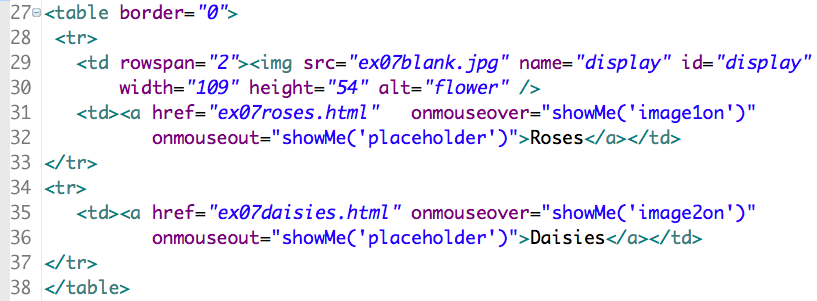 27 <table border="0">
28 <tr>
29 <td rowspan="2"><img src="ex07blank.jpg" name="display" id="display"
30 width="109" height="54" alt="flower" />
31 <td><a href="ex07roses.html" onmouseover="showMe('image1on')"
32 onmouseout="showMe('placeholder')">Roses</a></td>
33 </tr>
34 <tr>
35 <td><a href="ex07daisies.html" onmouseover="showMe('image2on')"
36 onmouseout="showMe('placeholder')">Daisies</a></td>
37 </tr>
38 </table>